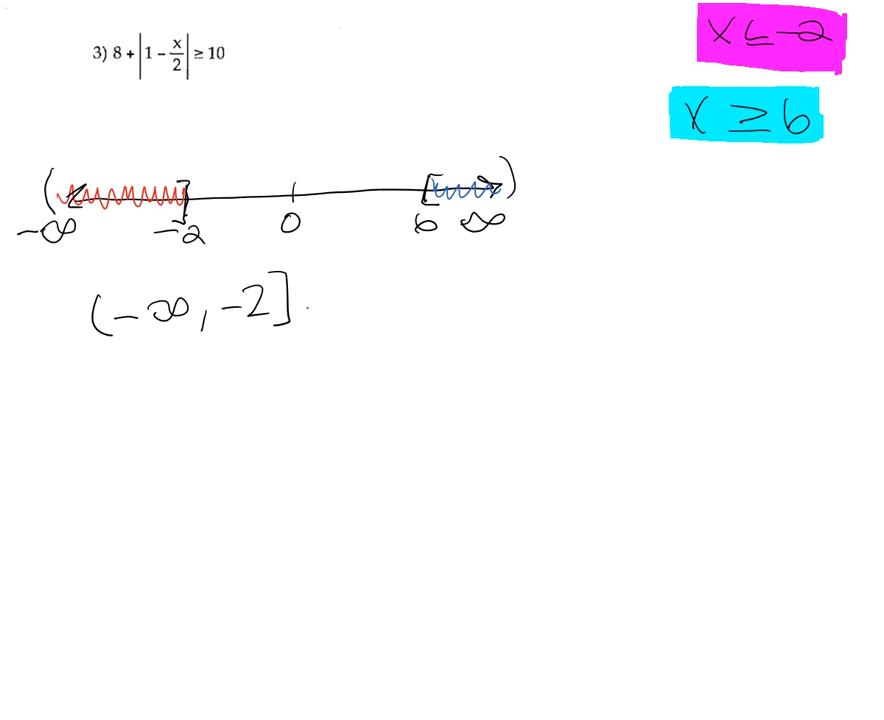 3) 8 + |1 − x/2| ≥ 10
x ≤ −2
x ≥ 6
( ] [ )
−∞ −2 0 6 ∞
(−∞, −2]